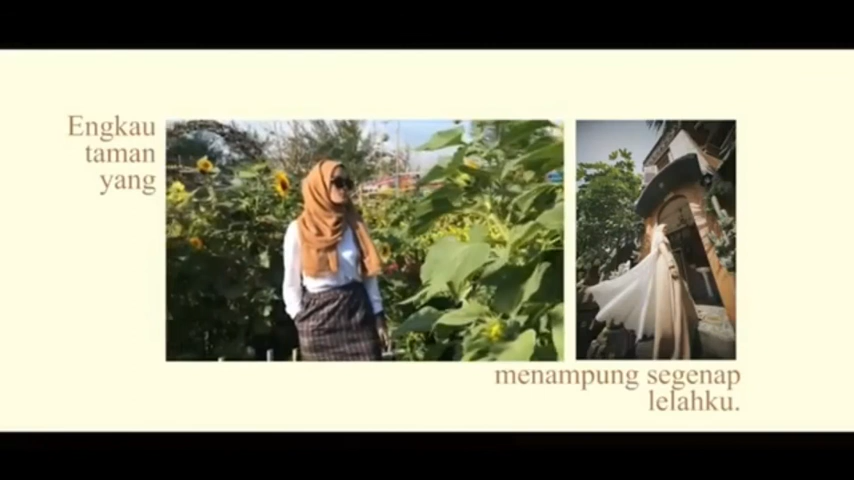 Engkau
taman
yang
menampung segenap
lelahku.